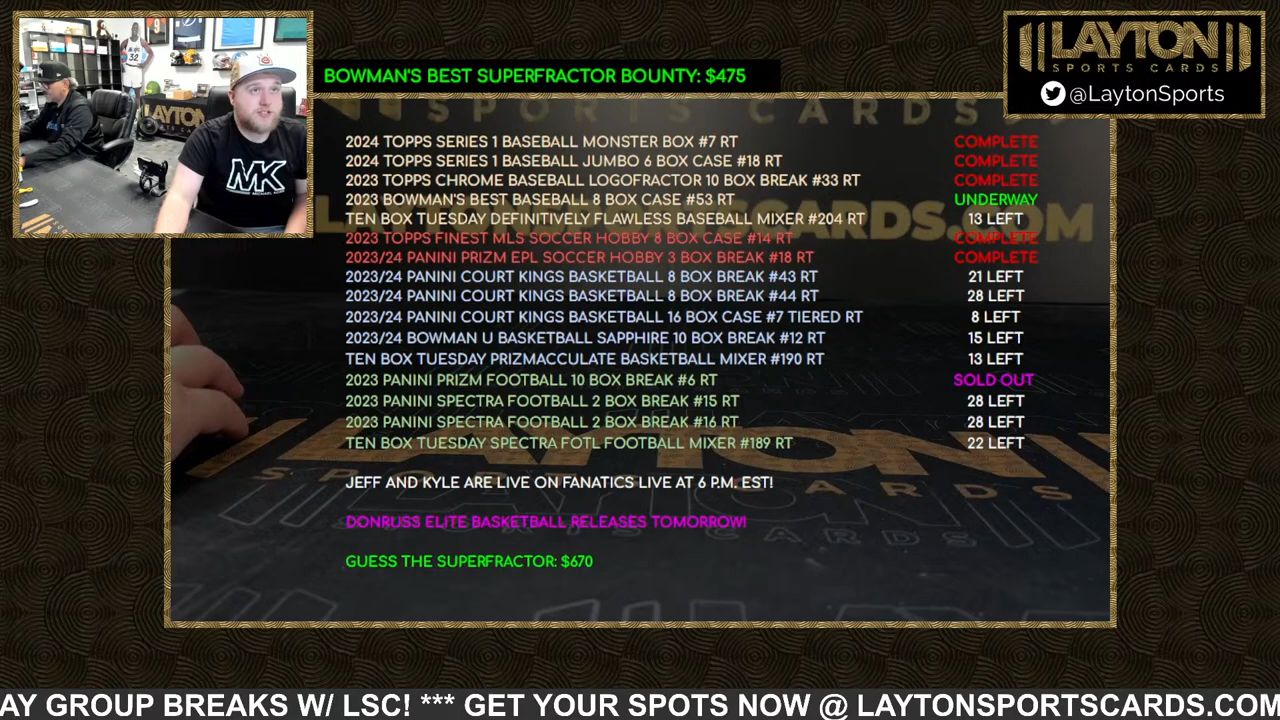 BOWMAN'S BEST SUPERFRACTOR BOUNTY: $475
LAYTON
SPORTS CARDS
@LaytonSports
32
LAYTON
MK
SPORTS CARDS
2024 TOPPS SERIES 1 BASEBALL MONSTER BOX #7 RT COMPLETE
2024 TOPPS SERIES 1 BASEBALL JUMBO 6 BOX CASE #18 RT COMPLETE
2023 TOPPS CHROME BASEBALL LOGOFRACTOR 10 BOX BREAK #33 RT COMPLETE
2023 BOWMAN'S BEST BASEBALL 8 BOX CASE #53 RT UNDERWAY
TEN BOX TUESDAY DEFINITIVELY FLAWLESS BASEBALL MIXER #204 RT 13 LEFT
2023 TOPPS FINEST MLS SOCCER HOBBY 8 BOX CASE #14 RT COMPLETE
2023/24 PANINI PRIZM EPL SOCCER HOBBY 3 BOX BREAK #18 RT COMPLETE
2023/24 PANINI COURT KINGS BASKETBALL 8 BOX BREAK #43 RT 21 LEFT
2023/24 PANINI COURT KINGS BASKETBALL 8 BOX BREAK #44 RT 28 LEFT
2023/24 PANINI COURT KINGS BASKETBALL 16 BOX CASE #7 TIERED RT 8 LEFT
2023/24 BOWMAN U BASKETBALL SAPPHIRE 10 BOX BREAK #12 RT 15 LEFT
TEN BOX TUESDAY PRIZMACCULATE BASKETBALL MIXER #190 RT 13 LEFT
2023 PANINI PRIZM FOOTBALL 10 BOX BREAK #6 RT SOLD OUT
2023 PANINI SPECTRA FOOTBALL 2 BOX BREAK #15 RT 28 LEFT
2023 PANINI SPECTRA FOOTBALL 2 BOX BREAK #16 RT 28 LEFT
TEN BOX TUESDAY SPECTRA FOTL FOOTBALL MIXER #189 RT 22 LEFT
JEFF AND KYLE ARE LIVE ON FANATICS LIVE AT 6 P.M. EST!
DONRUSS ELITE BASKETBALL RELEASES TOMORROW!
GUESS THE SUPERFRACTOR: $670
AY GROUP BREAKS W/ LSC! *** GET YOUR SPOTS NOW @ LAYTONSPORTSCARDS.COM